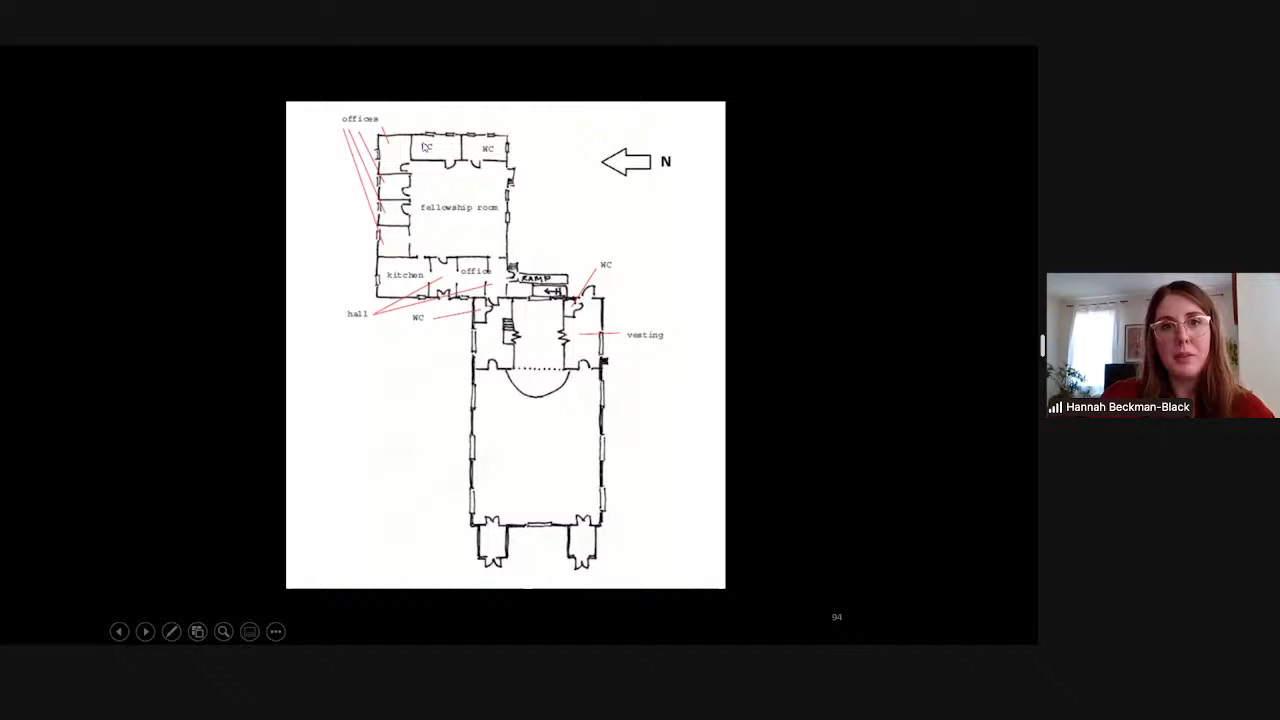 offices
WC
N
fellowship room
kitchen
office
WC
RAMP
hall
WC
vesting
Hannah Beckman-Black
94